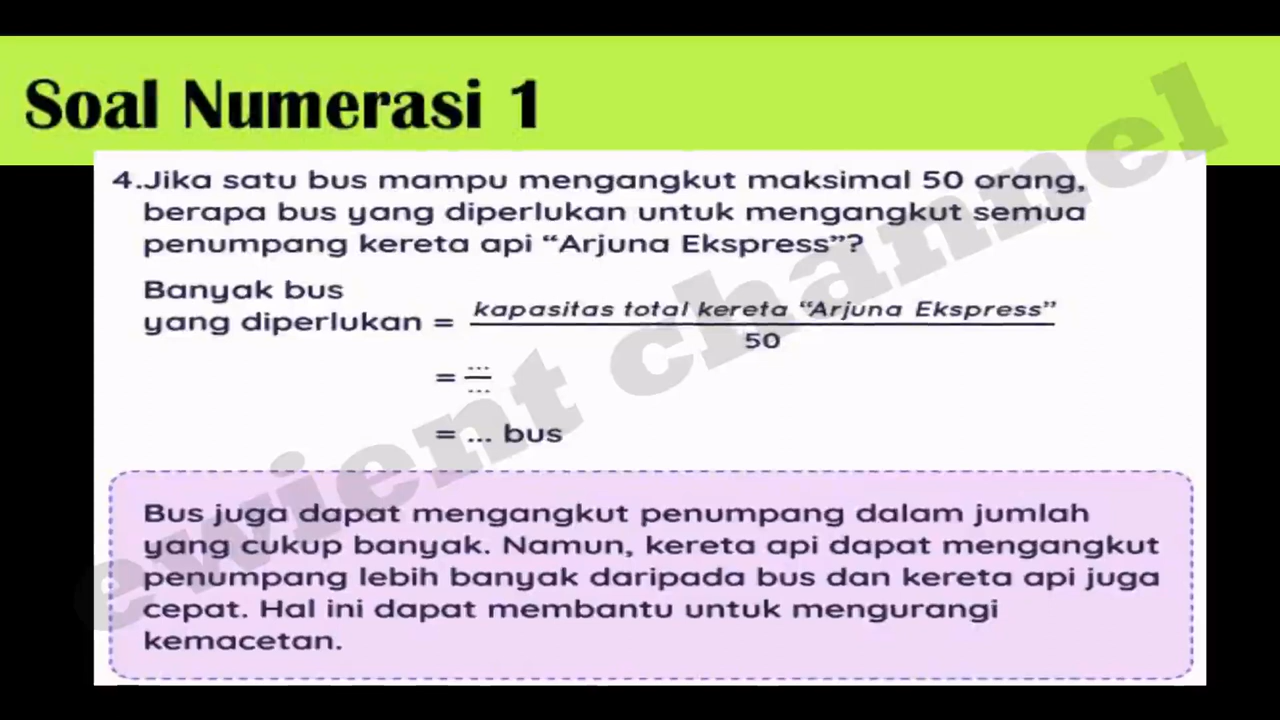 Soal Numerasi 1
4.Jika satu bus mampu mengangkut maksimal 50 orang,
berapa bus yang diperlukan untuk mengangkut semua
penumpang kereta api “Arjuna Ekspress”?
Banyak bus
yang diperlukan = kapasitas total kereta “Arjuna Ekspress”
50
= ...
...
= ... bus
Bus juga dapat mengangkut penumpang dalam jumlah
yang cukup banyak. Namun, kereta api dapat mengangkut
penumpang lebih banyak daripada bus dan kereta api juga
cepat. Hal ini dapat membantu untuk mengurangi
kemacetan.
ewient channel